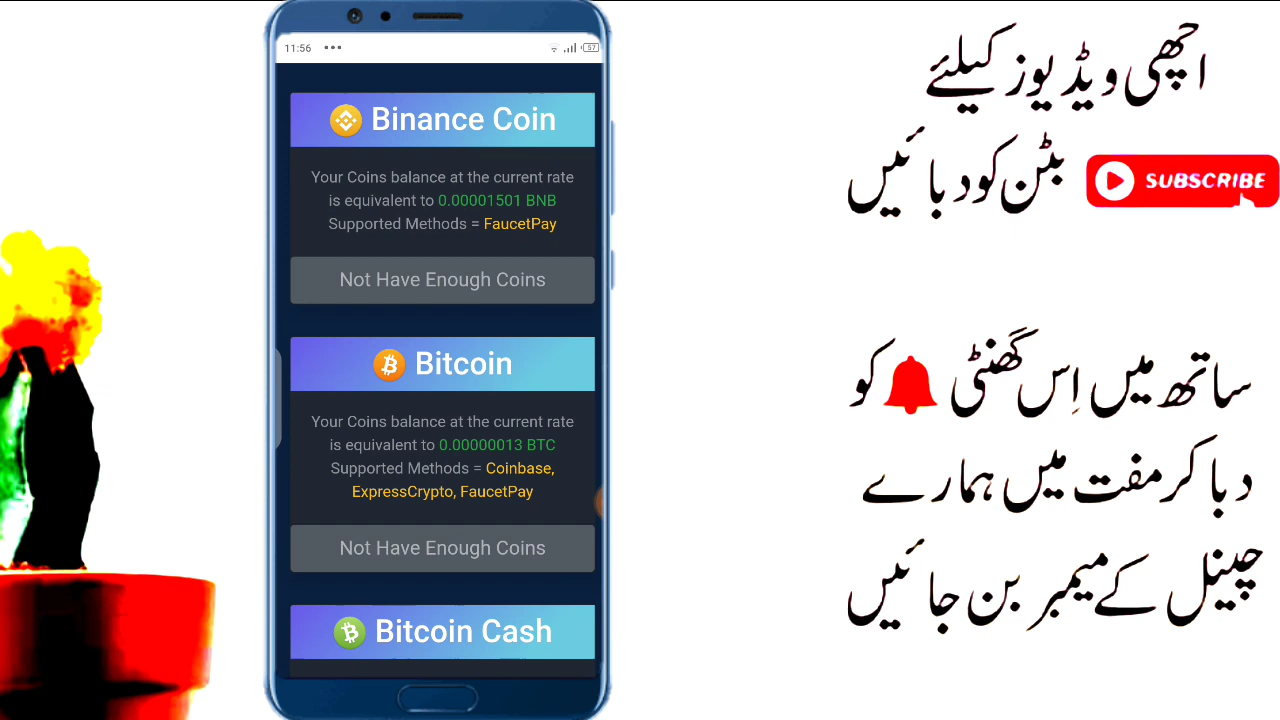 11:56
57
Binance Coin
Your Coins balance at the current rate
is equivalent to 0.00001501 BNB
Supported Methods = FaucetPay
Not Have Enough Coins
Bitcoin
Your Coins balance at the current rate
is equivalent to 0.00000013 BTC
Supported Methods = Coinbase,
ExpressCrypto, FaucetPay
Not Have Enough Coins
Bitcoin Cash
اچھی ویڈیوز کیلئے
SUBSCRIBE بٹن کو دبائیں
ساتھ میں اِس گھنٹی کو
دبا کر مفت میں ہمارے
چینل کے میمبر بن جائیں